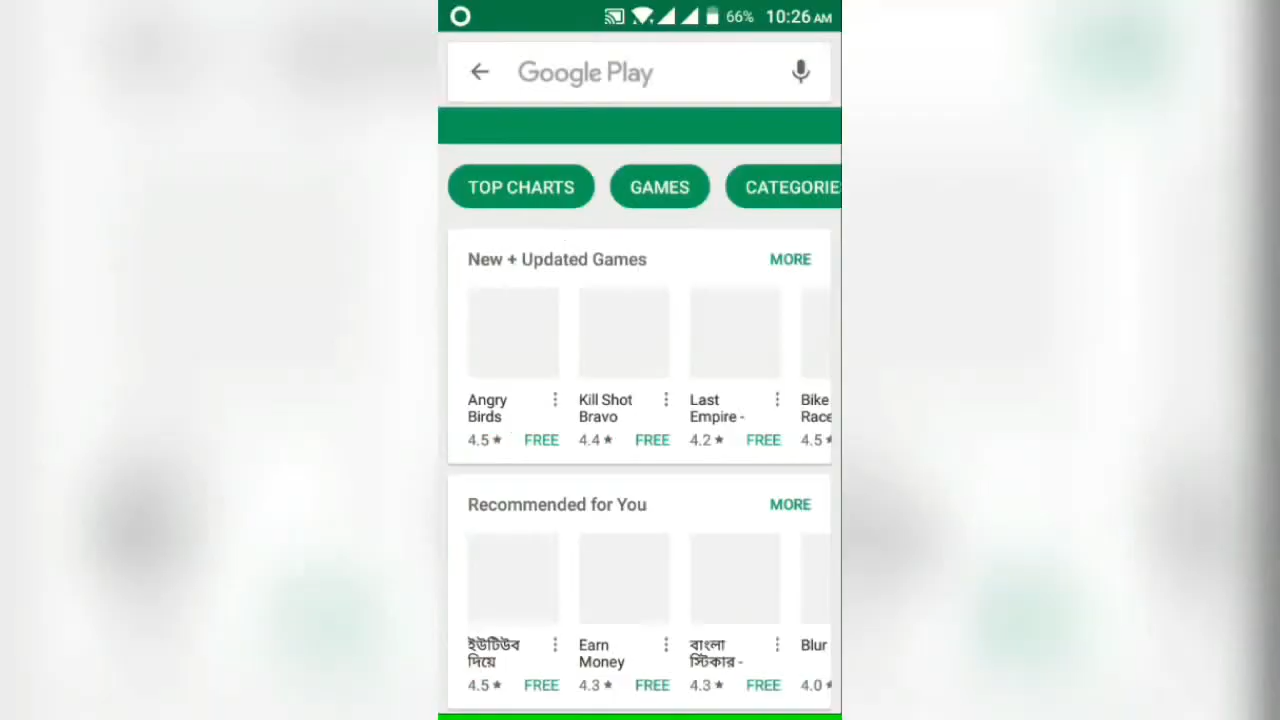 66% 10:26 AM
Google Play
TOP CHARTS GAMES CATEGORIE
New + Updated Games MORE
Angry Kill Shot Last Bike
Birds Bravo Empire - Race
4.5★ FREE 4.4★ FREE 4.2★ FREE 4.5★
Recommended for You MORE
ইউটিউব Earn বাংলা Blur
দিয়ে Money স্টিকার -
4.5★ FREE 4.3★ FREE 4.3★ FREE 4.0★